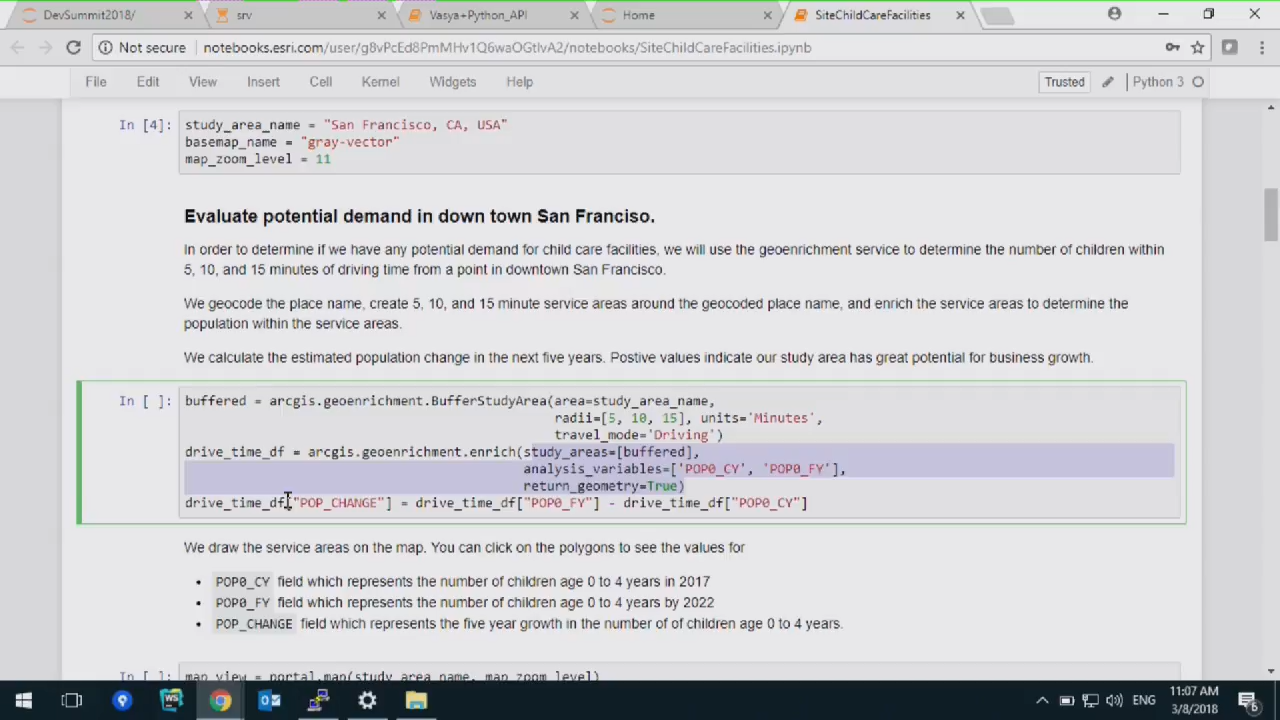 DevSummit2018/
srv
Vasya+Python_API
Home
SiteChildCareFacilities
Not secure
notebooks.esri.com/user/g8vPcEd8PmMHv1Q6waOGtIvA2/notebooks/SiteChildCareFacilities.ipynb
File Edit View Insert Cell Kernel Widgets Help
Trusted
Python 3
In [4]: study_area_name = "San Francisco, CA, USA"
basemap_name = "gray-vector"
map_zoom_level = 11
Evaluate potential demand in down town San Franciso.
In order to determine if we have any potential demand for child care facilities, we will use the geoenrichment service to determine the number of children within
5, 10, and 15 minutes of driving time from a point in downtown San Francisco.
We geocode the place name, create 5, 10, and 15 minute service areas around the geocoded place name, and enrich the service areas to determine the
population within the service areas.
We calculate the estimated population change in the next five years. Postive values indicate our study area has great potential for business growth.
In [ ]: buffered = arcgis.geoenrichment.BufferStudyArea(area=study_area_name,
radii=[5, 10, 15], units='Minutes',
travel_mode='Driving')
drive_time_df = arcgis.geoenrichment.enrich(study_areas=[buffered],
analysis_variables=['POP0_CY', 'POP0_FY'],
return_geometry=True)
drive_time_df["POP_CHANGE"] = drive_time_df["POP0_FY"] - drive_time_df["POP0_CY"]
We draw the service areas on the map. You can click on the polygons to see the values for
• POP0_CY field which represents the number of children age 0 to 4 years in 2017
• POP0_FY field which represents the number of children age 0 to 4 years by 2022
• POP_CHANGE field which represents the five year growth in the number of of children age 0 to 4 years.
In [ ]: map_view = portal.map(study_area_name, map_zoom_level)
ENG
11:07 AM
3/8/2018
6